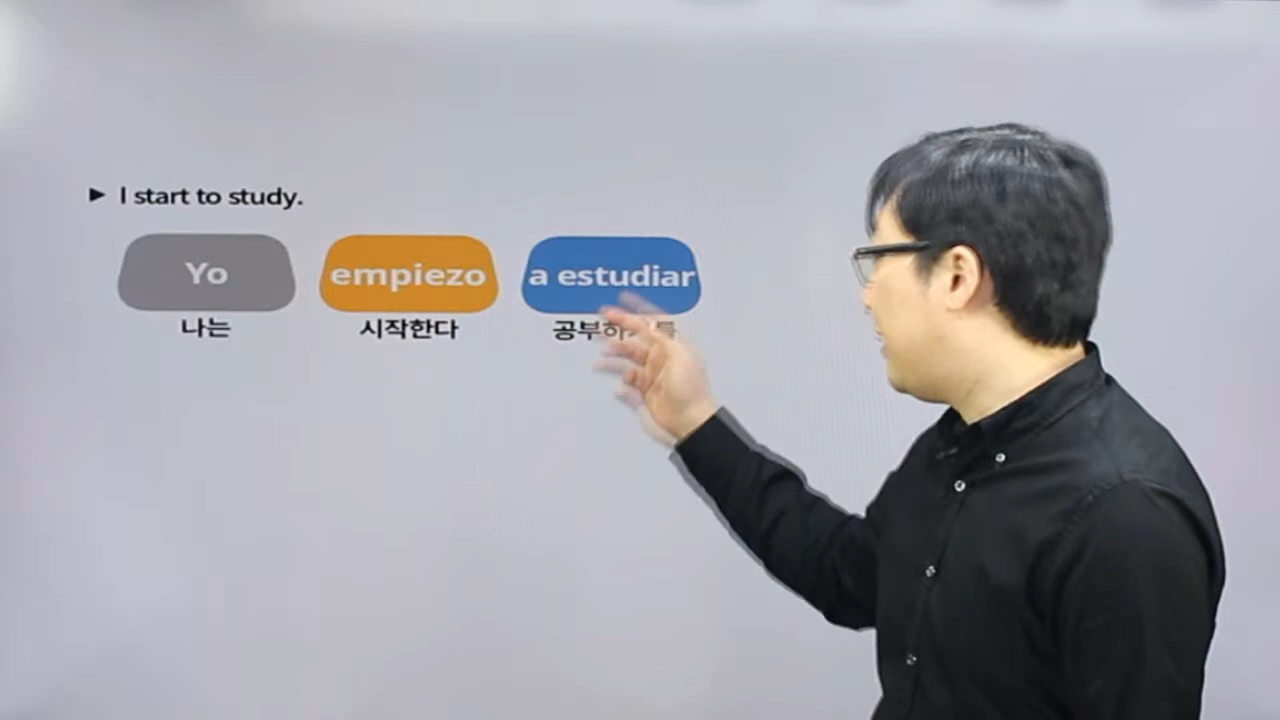 ► I start to study.
Yo empiezo a estudiar
나는 시작한다